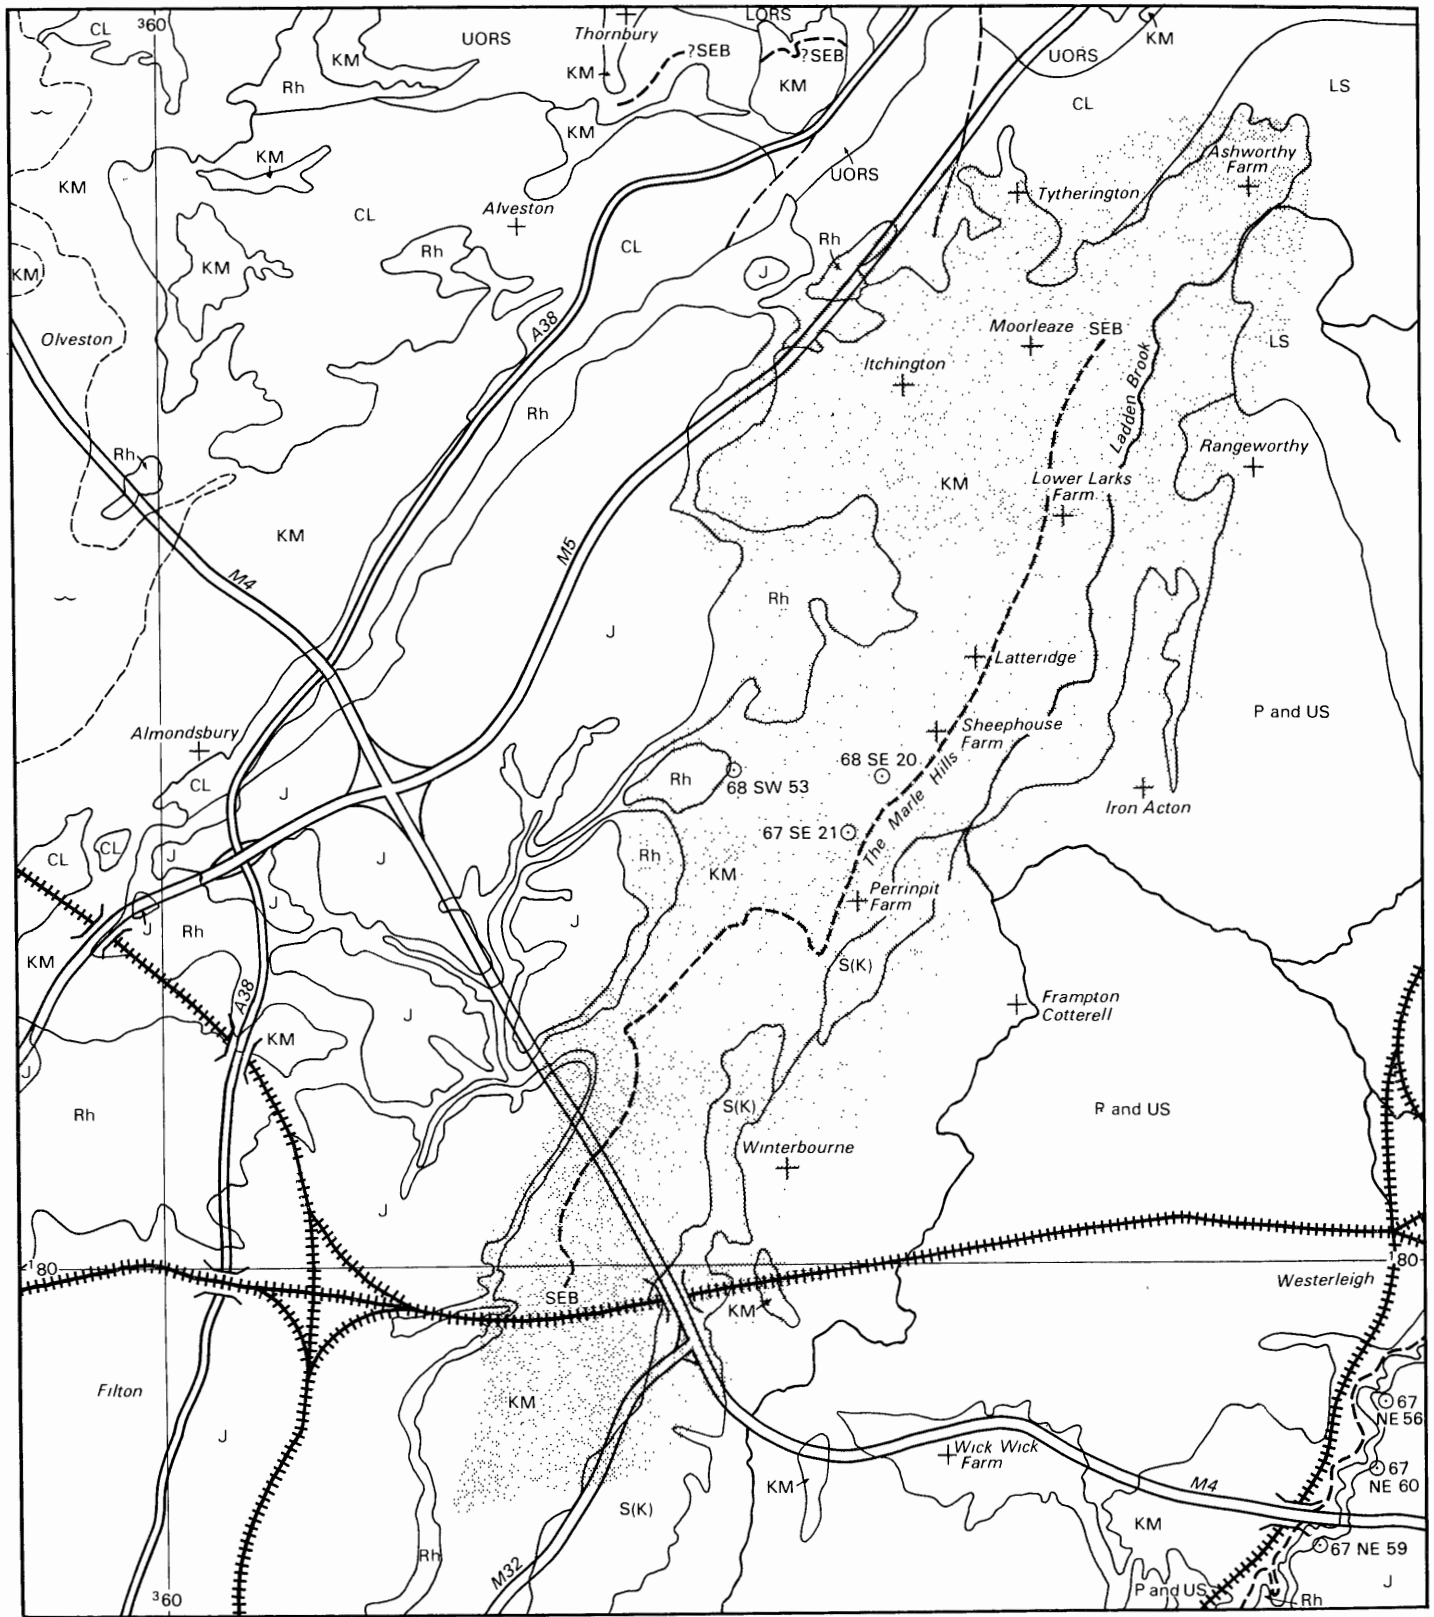 CL
³60
KM
Rh
UORS
Thornbury
KM
?SEB
LORS
?SEB
KM
KM
UORS
LS
CL
KM
KM
KM
Ashworthy
Farm
UORS
Tytherington
CL
Alveston
Rh
CL
Rh
KM
J
KM
Olveston
A38
Moorleaze
SEB
LS
Itchington
Ladden Brook
Rh
Rangeworthy
Rh
KM
Lower Larks
Farm
KM
M5
M4
Rh
J
Latteridge
P and US
Almondsbury
Sheephouse
Farm
CL
J
Rh
68 SW 53
68 SE 20
Iron Acton
67 SE 21
The Marle Hills
CL
CL
J
J
Rh
KM
Perrinpit
Farm
J
J
J
Rh
KM
S(K)
A38
Frampton
Cotterell
J
KM
J
Rh
S(K)
P and US
Winterbourne
J
¹80
¹80
Westerleigh
SEB
KM
Filton
KM
67
NE 56
J
Wick Wick
Farm
67
NE 60
KM
M4
S(K)
KM
67 NE 59
Rh
M32
J
P and US
Rh
³60